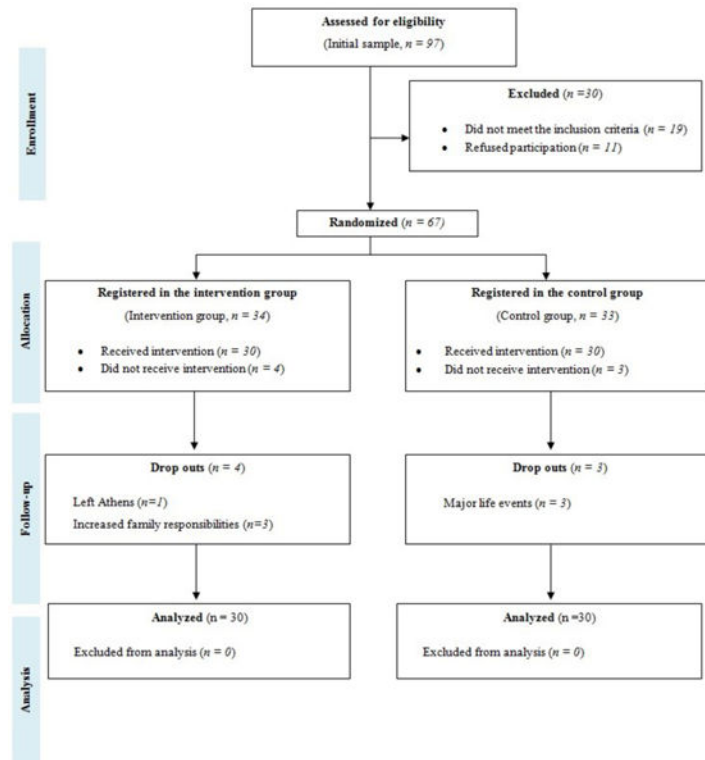 Assessed for eligibility
(Initial sample, n = 97)
Enrollment
Excluded (n =30)
• Did not meet the inclusion criteria (n = 19)
• Refused participation (n = 11)
Randomized (n = 67)
Allocation
Registered in the intervention group
(Intervention group, n = 34)
• Received intervention (n = 30)
• Did not receive intervention (n = 4)
Registered in the control group
(Control group, n = 33)
• Received intervention (n = 30)
• Did not receive intervention (n = 3)
Follow-up
Drop outs (n = 4)
Left Athens (n=1)
Increased family responsibilities (n=3)
Drop outs (n = 3)
Major life events (n = 3)
Analysis
Analyzed (n = 30)
Excluded from analysis (n = 0)
Analyzed (n =30)
Excluded from analysis (n = 0)